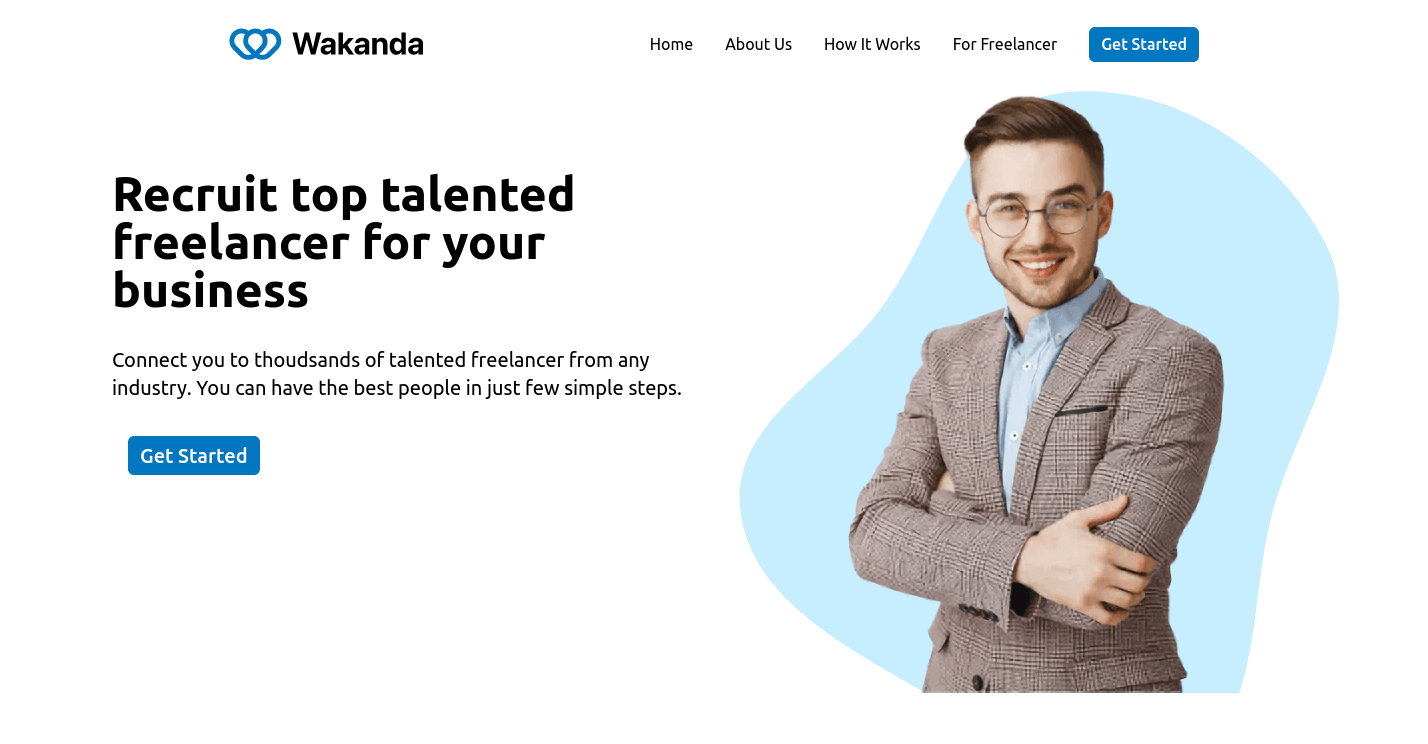 Wakanda
Home About Us How It Works For Freelancer Get Started
Recruit top talented
freelancer for your
business
Connect you to thoudsands of talented freelancer from any
industry. You can have the best people in just few simple steps.
Get Started